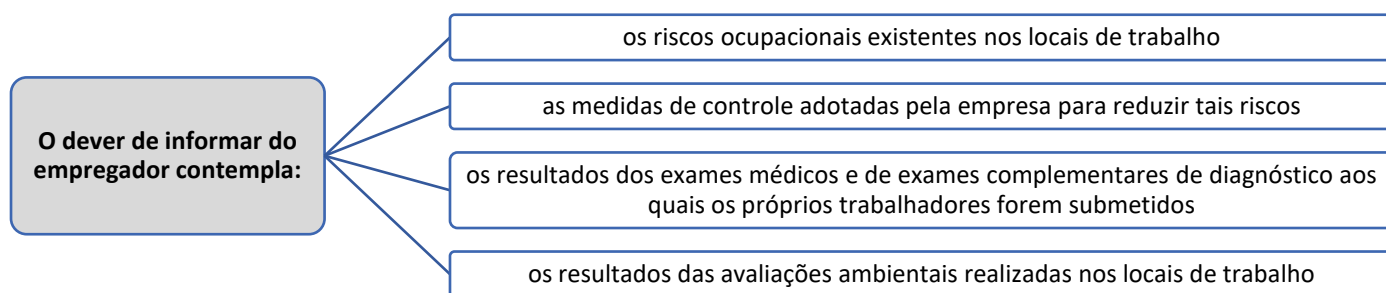 O dever de informar do
empregador contempla:
os riscos ocupacionais existentes nos locais de trabalho
as medidas de controle adotadas pela empresa para reduzir tais riscos
os resultados dos exames médicos e de exames complementares de diagnóstico aos
quais os próprios trabalhadores forem submetidos
os resultados das avaliações ambientais realizadas nos locais de trabalho